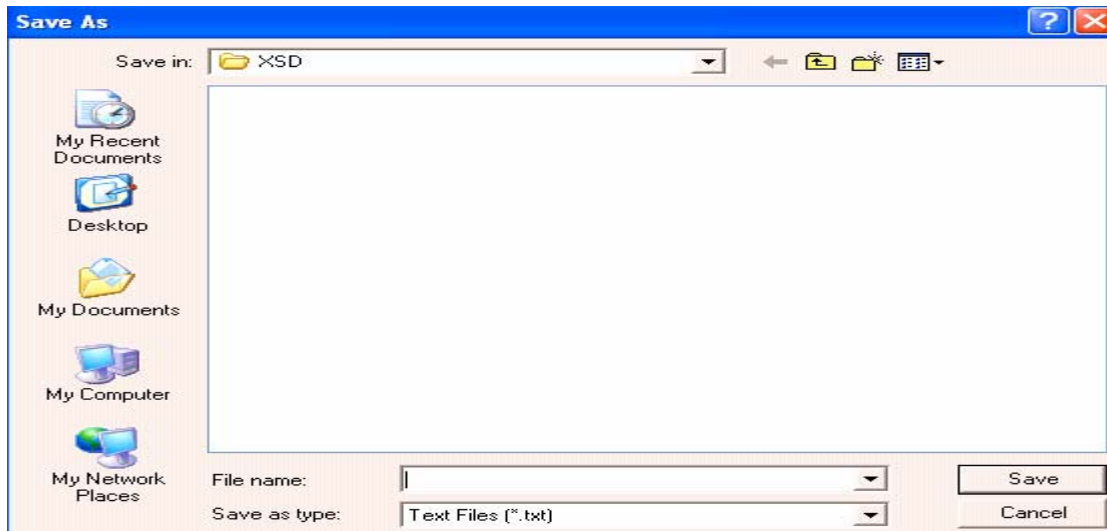 Save As
Save in:
XSD
My Recent
Documents
Desktop
My Documents
My Computer
My Network
Places
File name:
Save
Save as type:
Text Files (*.txt)
Cancel